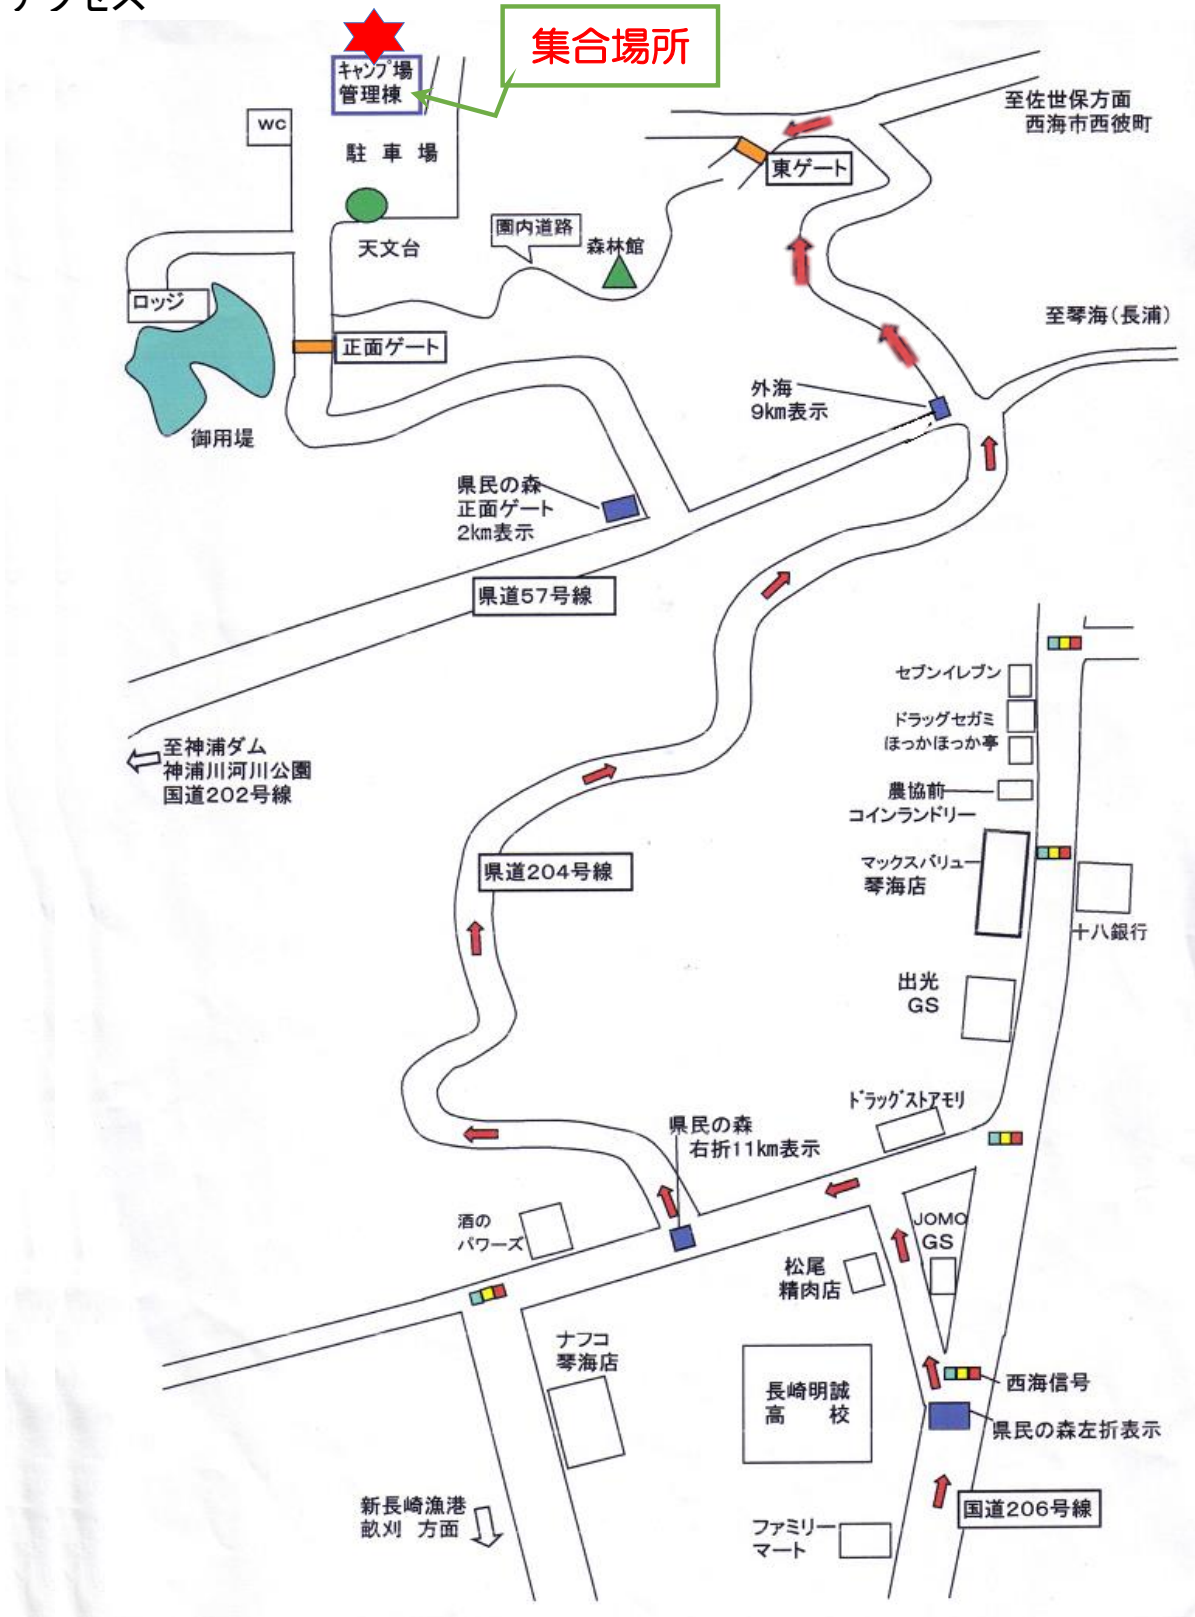 アクセス
集合場所
キャンプ場
管理棟
WC
駐 車 場
至佐世保方面
西海市西彼町
東ゲート
園内道路
天文台
森林館
ロッジ
正面ゲート
至琴海(長浦)
外海
9km表示
御用堤
県民の森
正面ゲート
2km表示
県道57号線
セブンイレブン
ドラッグセガミ
ほっかほっか亭
至神浦ダム
神浦川河川公園
国道202号線
農協前
コインランドリー
県道204号線
マックスバリュー
琴海店
十八銀行
出光
GS
ドラッグストアモリ
県民の森
右折11km表示
酒の
パワーズ
JOMO
GS
松尾
精肉店
ナフコ
琴海店
長崎明誠
高 校
西海信号
県民の森左折表示
新長崎漁港
畝刈 方面
国道206号線
ファミリー
マート